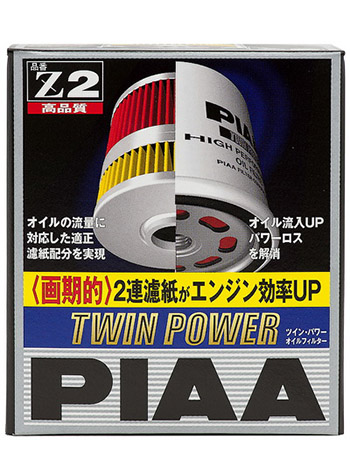 品番
Z2
高品質
PIAA
HIGH PERFO
OIL F
PIAA FILTER
オイルの流量に
対応した適正
濾紙配分を実現
オイル流入UP
パワーロス
を解消
〈画期的〉2連濾紙がエンジン効率UP
TWIN POWER
ツイン・パワー
オイルフィルター
PIAA